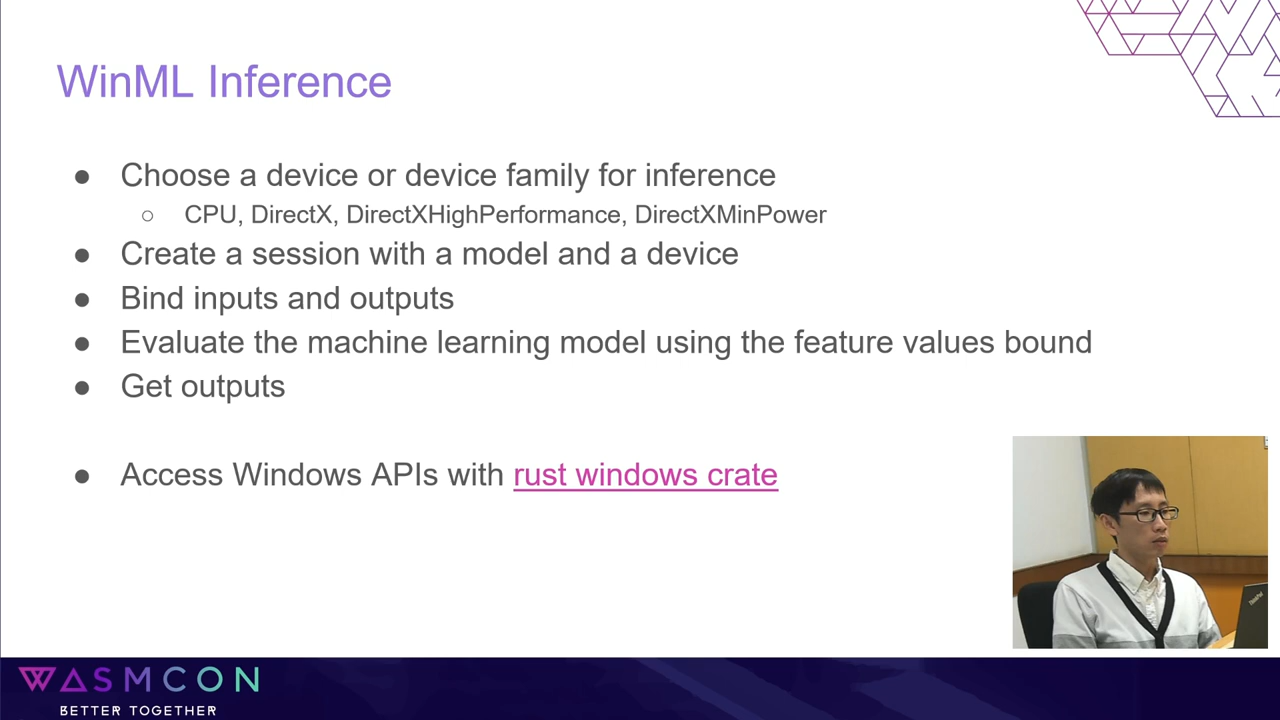 WinML Inference
● Choose a device or device family for inference
○ CPU, DirectX, DirectXHighPerformance, DirectXMinPower
● Create a session with a model and a device
● Bind inputs and outputs
● Evaluate the machine learning model using the feature values bound
● Get outputs
● Access Windows APIs with rust windows crate
ThinkPad
WASMCON
BETTER TOGETHER